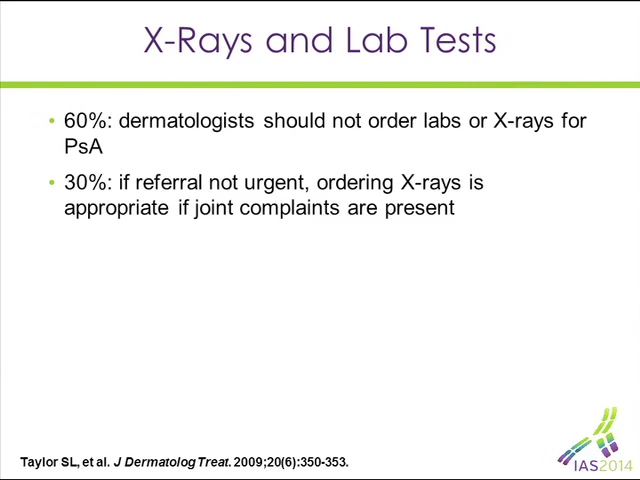 X-Rays and Lab Tests
• 60%: dermatologists should not order labs or X-rays for
PsA
• 30%: if referral not urgent, ordering X-rays is
appropriate if joint complaints are present
Taylor SL, et al. J Dermatolog Treat. 2009;20(6):350-353.
IAS2014